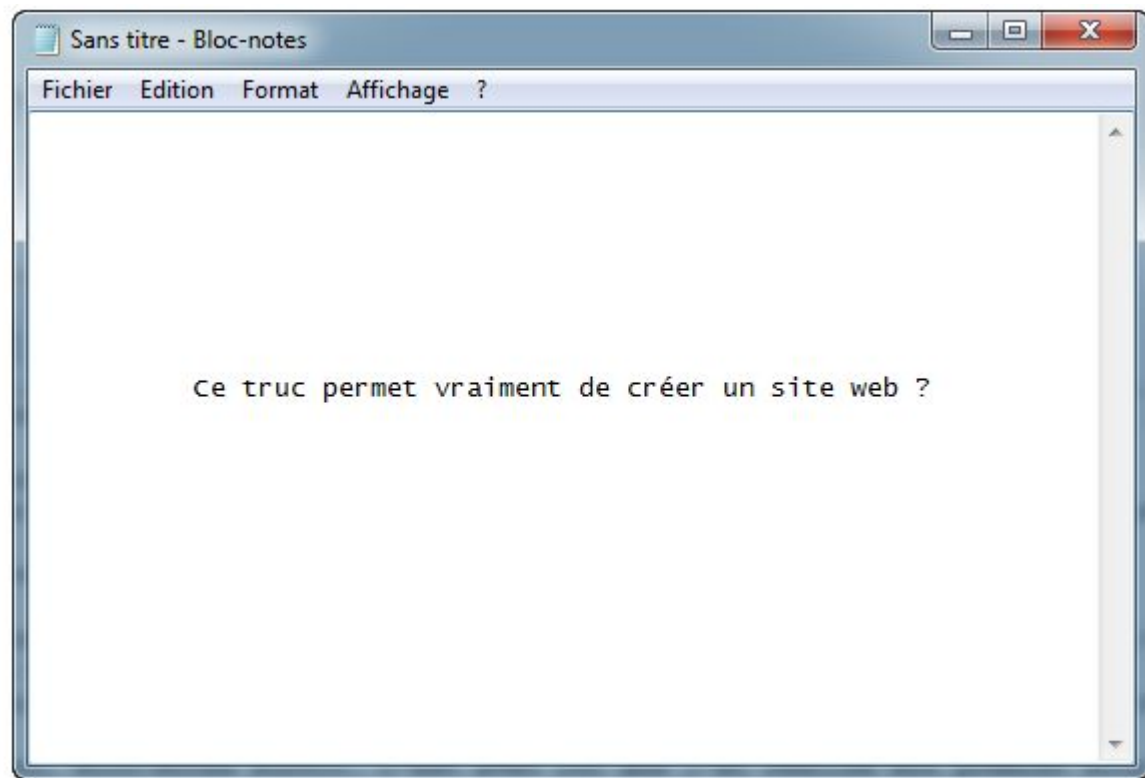 Sans titre - Bloc-notes
Fichier Edition Format Affichage ?
Ce truc permet vraiment de créer un site web ?